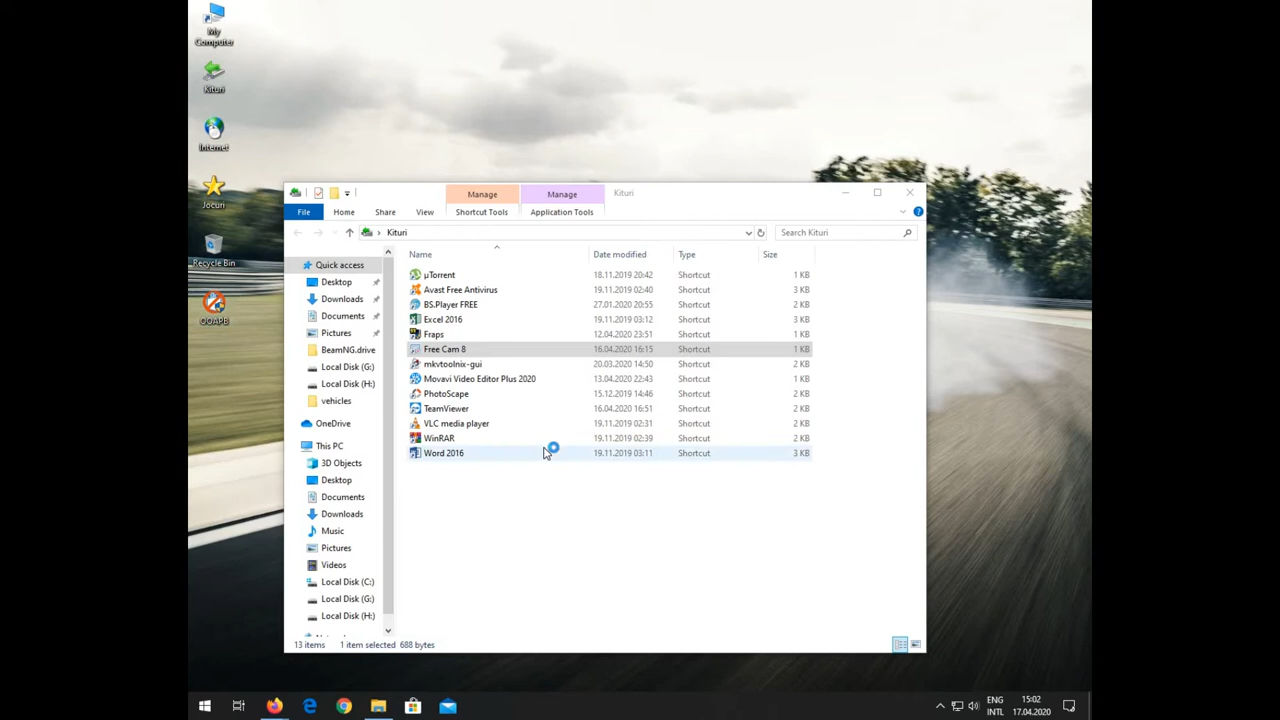 My
Computer
Kituri
Internet
Jocuri
Recycle Bin
OOAPB
Manage
Manage
Kituri
File
Home
Share
View
Shortcut Tools
Application Tools
Kituri
Search Kituri
Name
Date modified
Type
Size
µTorrent 18.11.2019 20:42 Shortcut 1 KB
Avast Free Antivirus 19.11.2019 02:40 Shortcut 3 KB
BS.Player FREE 27.01.2020 20:55 Shortcut 2 KB
Excel 2016 19.11.2019 03:12 Shortcut 3 KB
Fraps 12.04.2020 23:51 Shortcut 2 KB
Free Cam 8 16.04.2020 16:15 Shortcut 1 KB
mkvtoolnix-gui 20.03.2020 14:50 Shortcut 2 KB
Movavi Video Editor Plus 2020 13.04.2020 22:43 Shortcut 1 KB
PhotoScape 15.12.2019 14:46 Shortcut 2 KB
TeamViewer 16.04.2020 16:51 Shortcut 2 KB
VLC media player 19.11.2019 02:31 Shortcut 2 KB
WinRAR 19.11.2019 02:39 Shortcut 2 KB
Word 2016 19.11.2019 03:11 Shortcut 3 KB
Quick access
Desktop
Downloads
Documents
Pictures
BeamNG.drive
Local Disk (G:)
Local Disk (H:)
vehicles
OneDrive
This PC
3D Objects
Desktop
Documents
Downloads
Music
Pictures
Videos
Local Disk (C:)
Local Disk (G:)
Local Disk (H:)
13 items 1 item selected 688 bytes
ENG
INTL
15:02
17.04.2020